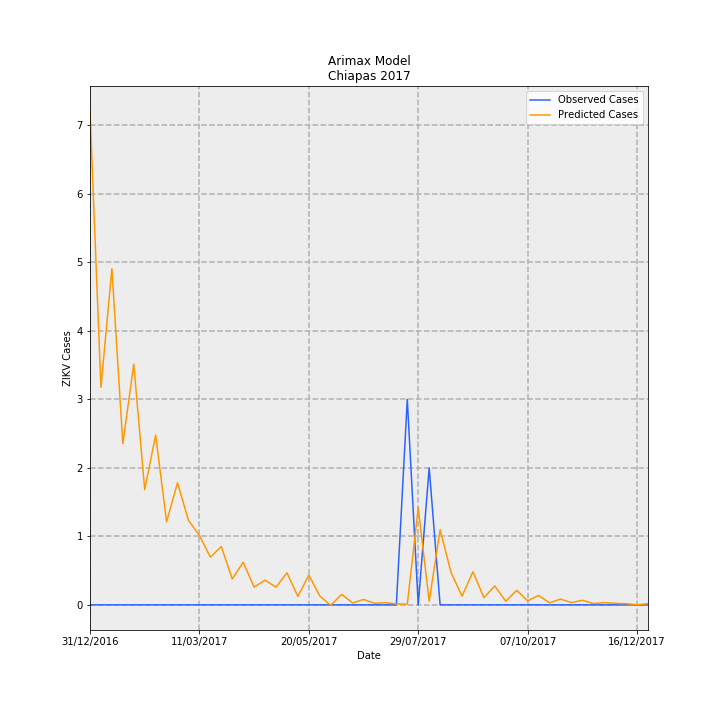 Arimax Model
Chiapas 2017
Observed Cases
Predicted Cases
7
6
5
4
3
2
1
0
ZIKV Cases
31/12/2016 11/03/2017 20/05/2017 29/07/2017 07/10/2017 16/12/2017
Date